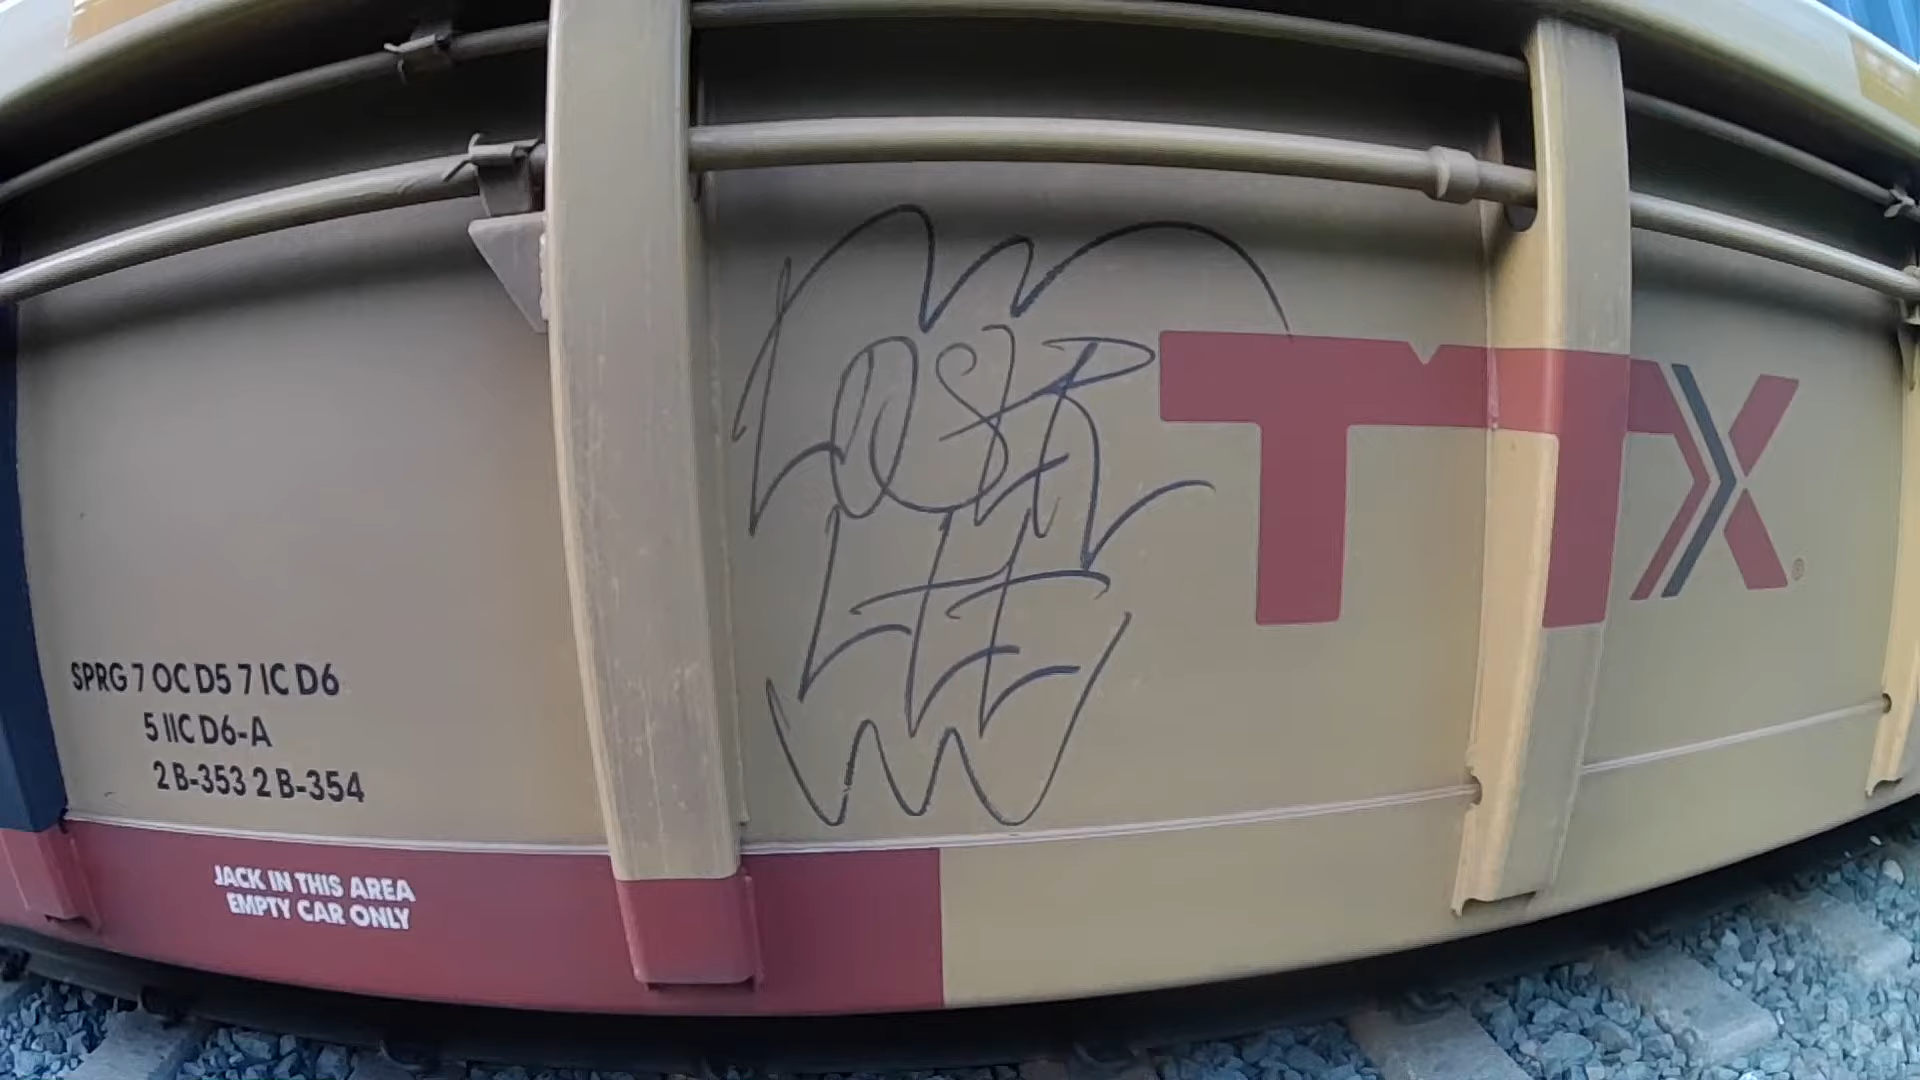 TTX
SPRG 7 OC D5 7 IC D6
5 IIC D6-A
2 B-353 2 B-354
JACK IN THIS AREA
EMPTY CAR ONLY